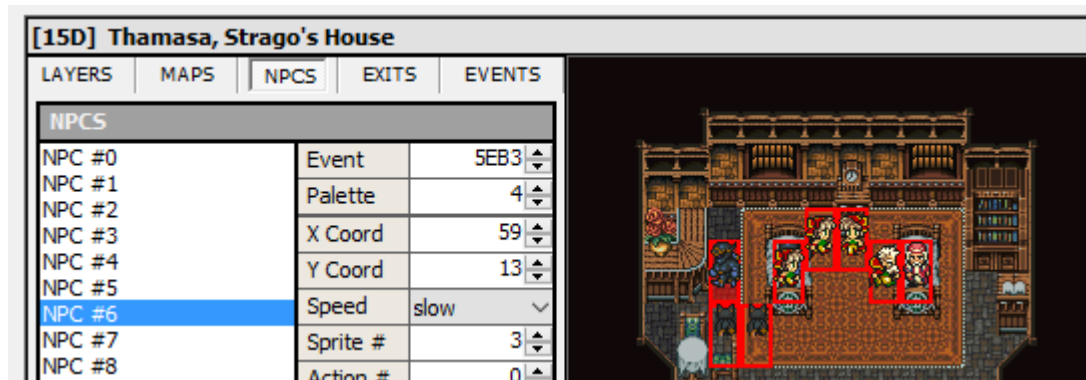 [15D] Thamasa, Strago's House
LAYERS MAPS NPCS EXITS EVENTS
NPCS
NPC #0
NPC #1
NPC #2
NPC #3
NPC #4
NPC #5
NPC #6
NPC #7
NPC #8
Event 5EB3
Palette 4
X Coord 59
Y Coord 13
Speed slow
Sprite # 3
Action # 0